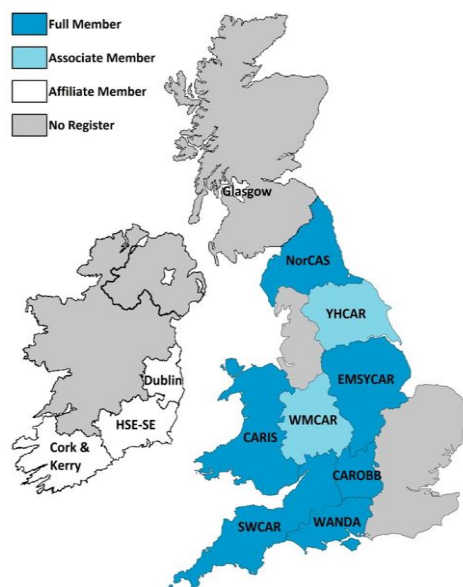 Full Member
Associate Member
Affiliate Member
No Register
Glasgow
NorCAS
YHCAR
Dublin
EMSYCAR
HSE-SE
WMCAR
Cork &
Kerry
CARIS
CAROBB
SWCAR
WANDA